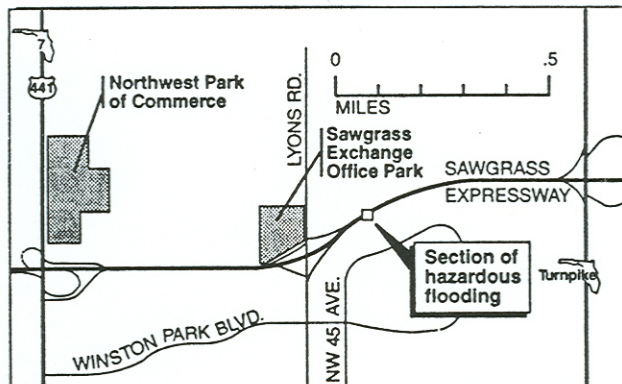 7
441
Northwest Park
of Commerce
LYONS RD.
0 .5
MILES
Sawgrass
Exchange
Office Park
SAWGRASS
EXPRESSWAY
Section of
hazardous
flooding
Turnpike
NW 45 AVE.
WINSTON PARK BLVD.